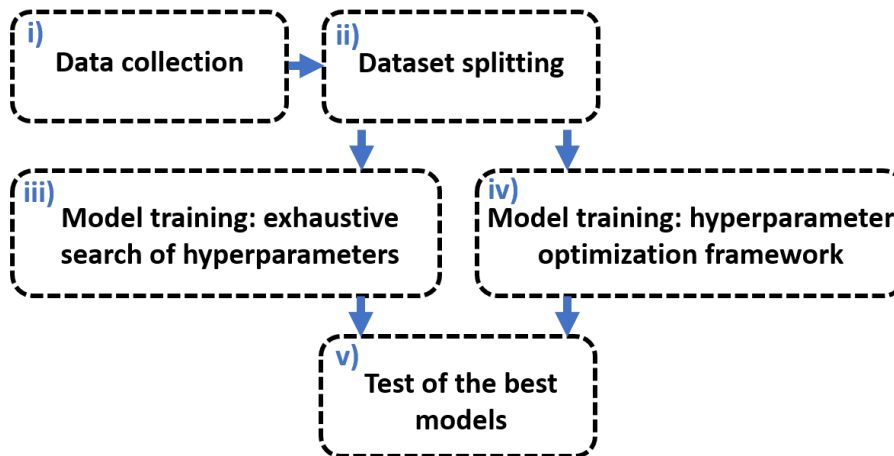 i)
Data collection
ii)
Dataset splitting
iii)
Model training: exhaustive
search of hyperparameters
iv)
Model training: hyperparameter
optimization framework
v)
Test of the best
models